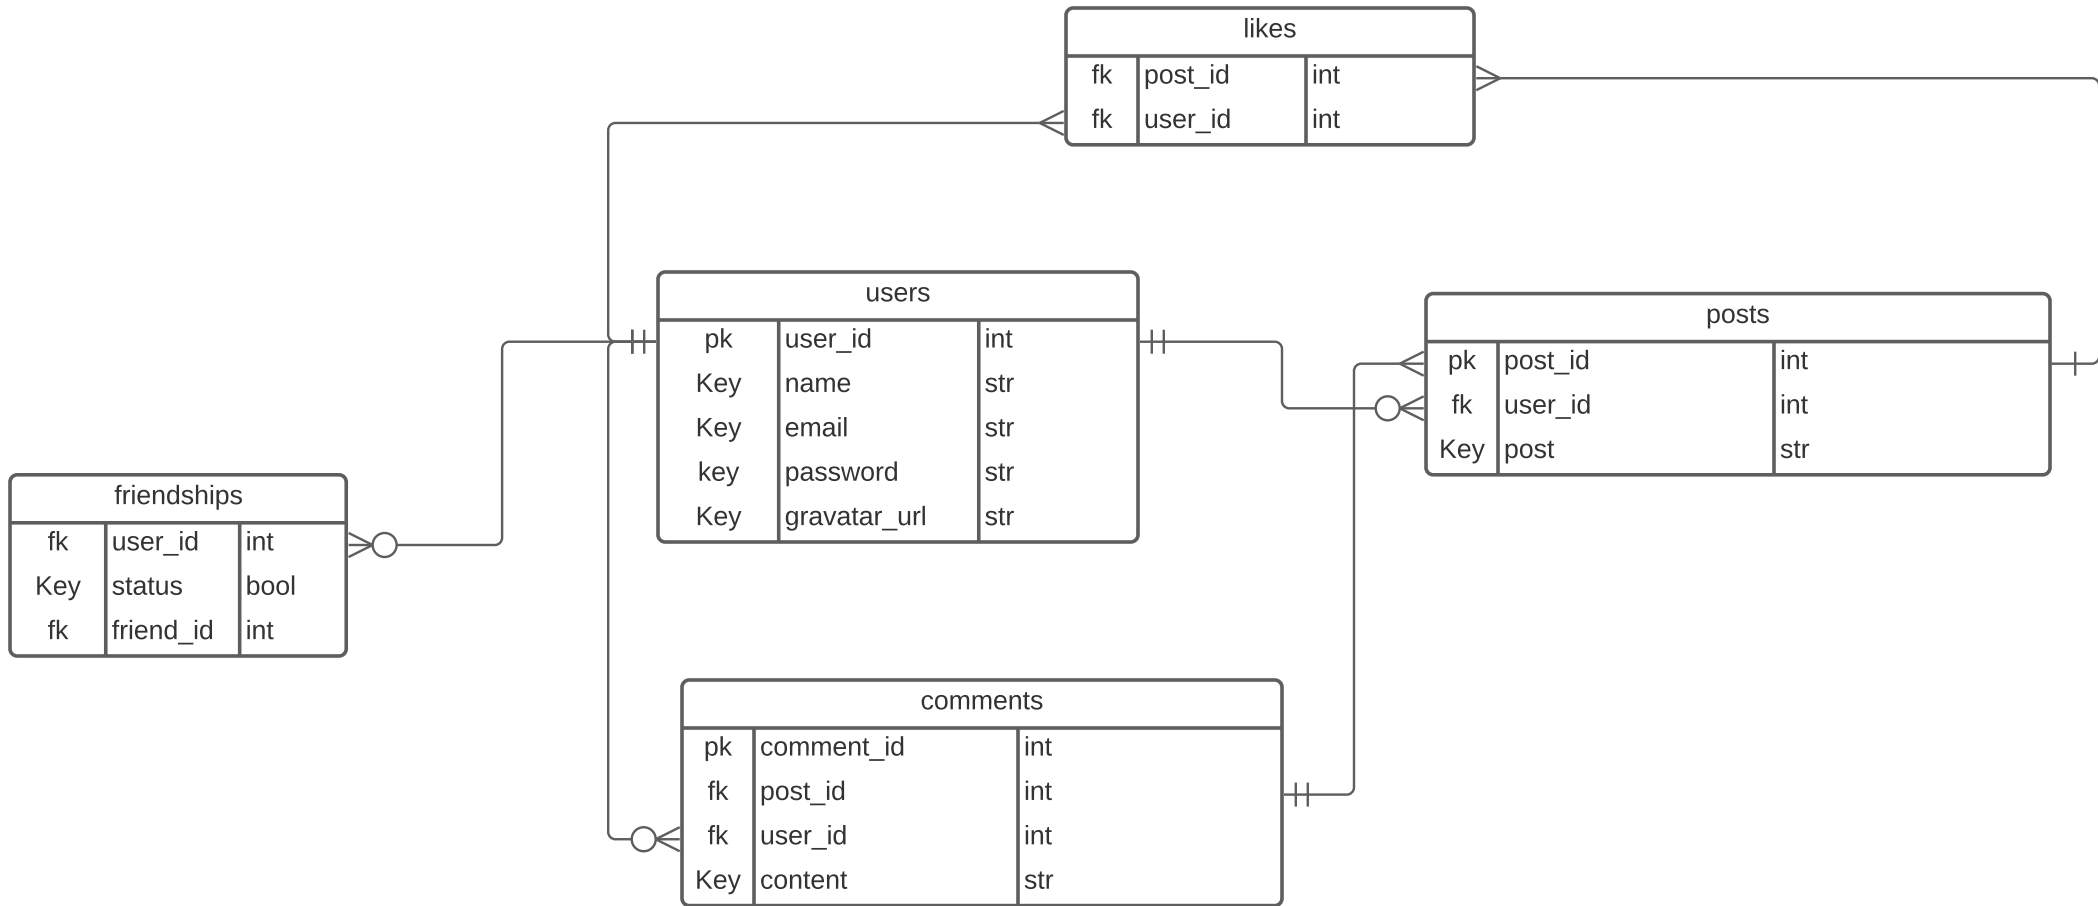 likes
fk post_id int
fk user_id int
users
pk user_id int
Key name str
Key email str
key password str
Key gravatar_url str
posts
pk post_id int
fk user_id int
Key post str
friendships
fk user_id int
Key status bool
fk friend_id int
comments
pk comment_id int
fk post_id int
fk user_id int
Key content str